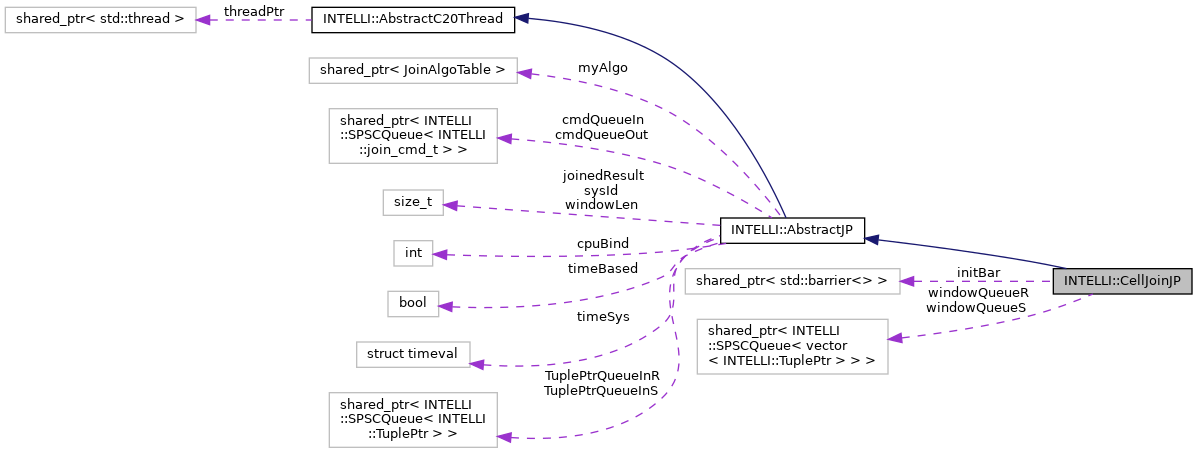 shared_ptr< std::thread >
threadPtr
INTELLI::AbstractC20Thread
shared_ptr< JoinAlgoTable >
myAlgo
shared_ptr< INTELLI
::SPSCQueue< INTELLI
::join_cmd_t > >
cmdQueueIn
cmdQueueOut
size_t
joinedResult
sysId
windowLen
INTELLI::AbstractJP
int
cpuBind
bool
timeBased
struct timeval
timeSys
shared_ptr< INTELLI
::SPSCQueue< INTELLI
::TuplePtr > >
TuplePtrQueueInR
TuplePtrQueueInS
shared_ptr< std::barrier<> >
initBar
INTELLI::CellJoinJP
windowQueueR
windowQueueS
shared_ptr< INTELLI
::SPSCQueue< vector
< INTELLI::TuplePtr > > >